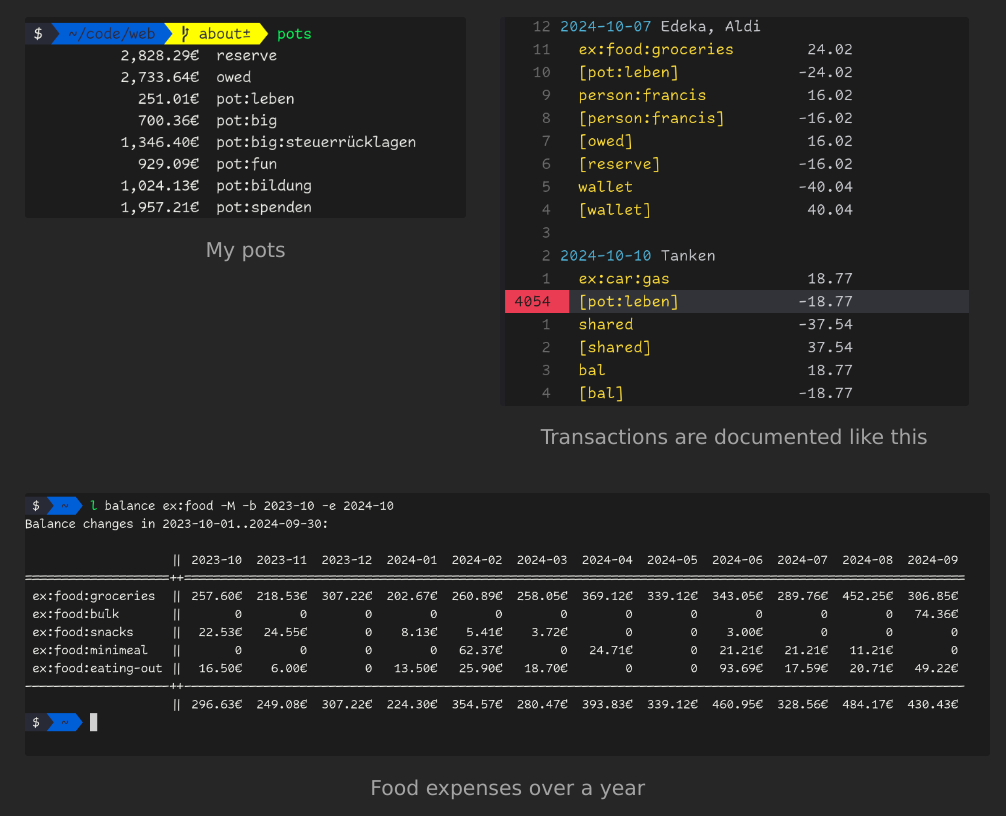 $ ~/code/web about± pots
2,828.29€ reserve
2,733.64€ owed
251.01€ pot:leben
700.36€ pot:big
1,346.40€ pot:big:steuerrücklagen
929.09€ pot:fun
1,024.13€ pot:bildung
1,957.21€ pot:spenden
My pots
12 2024-10-07 Edeka, Aldi
11 ex:food:groceries 24.02
10 [pot:leben] -24.02
9 person:francis 16.02
8 [person:francis] -16.02
7 [owed] 16.02
6 [reserve] -16.02
5 wallet -40.04
4 [wallet] 40.04
3
2 2024-10-10 Tanken
1 ex:car:gas 18.77
4054 [pot:leben] -18.77
1 shared -37.54
2 [shared] 37.54
3 bal 18.77
4 [bal] -18.77
Transactions are documented like this
$ ~ l balance ex:food -M -b 2023-10 -e 2024-10
Balance changes in 2023-10-01..2024-09-30:
|| 2023-10 2023-11 2023-12 2024-01 2024-02 2024-03 2024-04 2024-05 2024-06 2024-07 2024-08 2024-09
ex:food:groceries || 257.60€ 218.53€ 307.22€ 202.67€ 260.89€ 258.05€ 369.12€ 339.12€ 343.05€ 289.76€ 452.25€ 306.85€
ex:food:bulk || 0 0 0 0 0 0 0 0 0 0 0 74.36€
ex:food:snacks || 22.53€ 24.55€ 0 8.13€ 5.41€ 3.72€ 0 0 3.00€ 0 0 0
ex:food:minimeal || 0 0 0 0 62.37€ 0 24.71€ 0 21.21€ 21.21€ 11.21€ 0
ex:food:eating-out || 16.50€ 6.00€ 0 13.50€ 25.90€ 18.70€ 0 0 93.69€ 17.59€ 20.71€ 49.22€
|| 296.63€ 249.08€ 307.22€ 224.30€ 354.57€ 280.47€ 393.83€ 339.12€ 460.95€ 328.56€ 484.17€ 430.43€
$ ~
Food expenses over a year